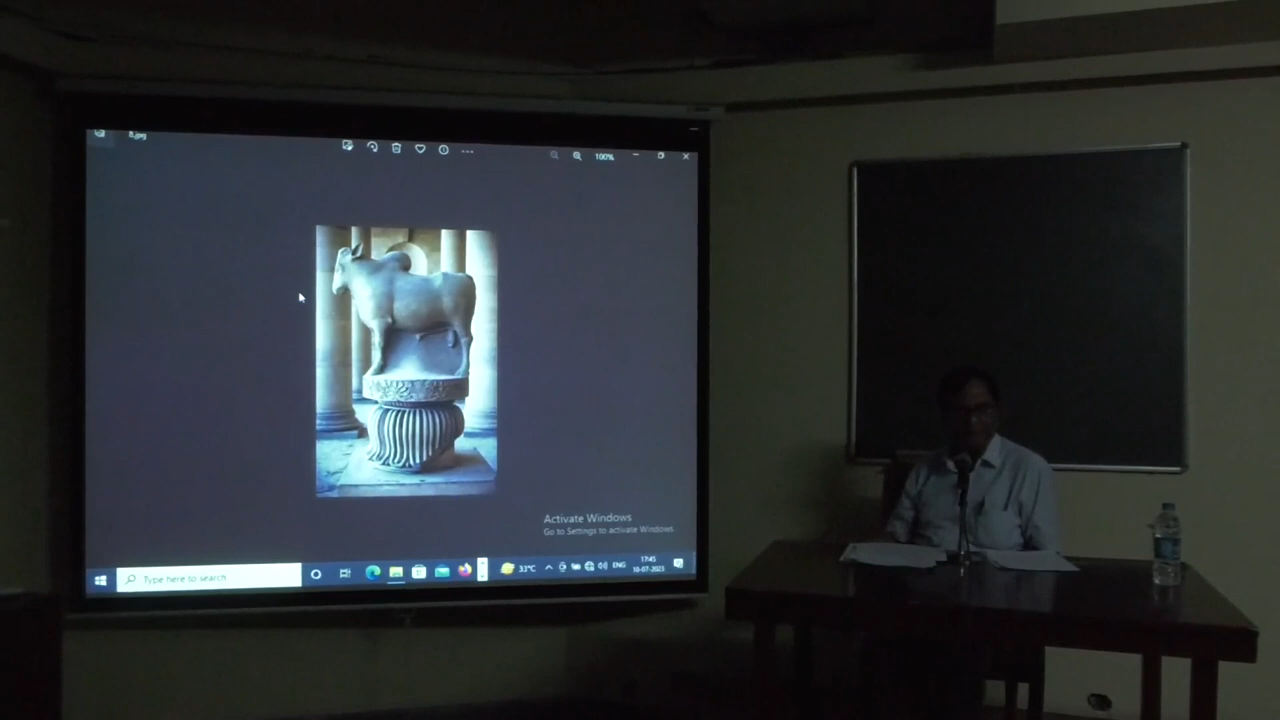 8.jpg
100%
Activate Windows
Go to Settings to activate Windows.
Type here to search
33°C
ENG
17:45
10-07-2023